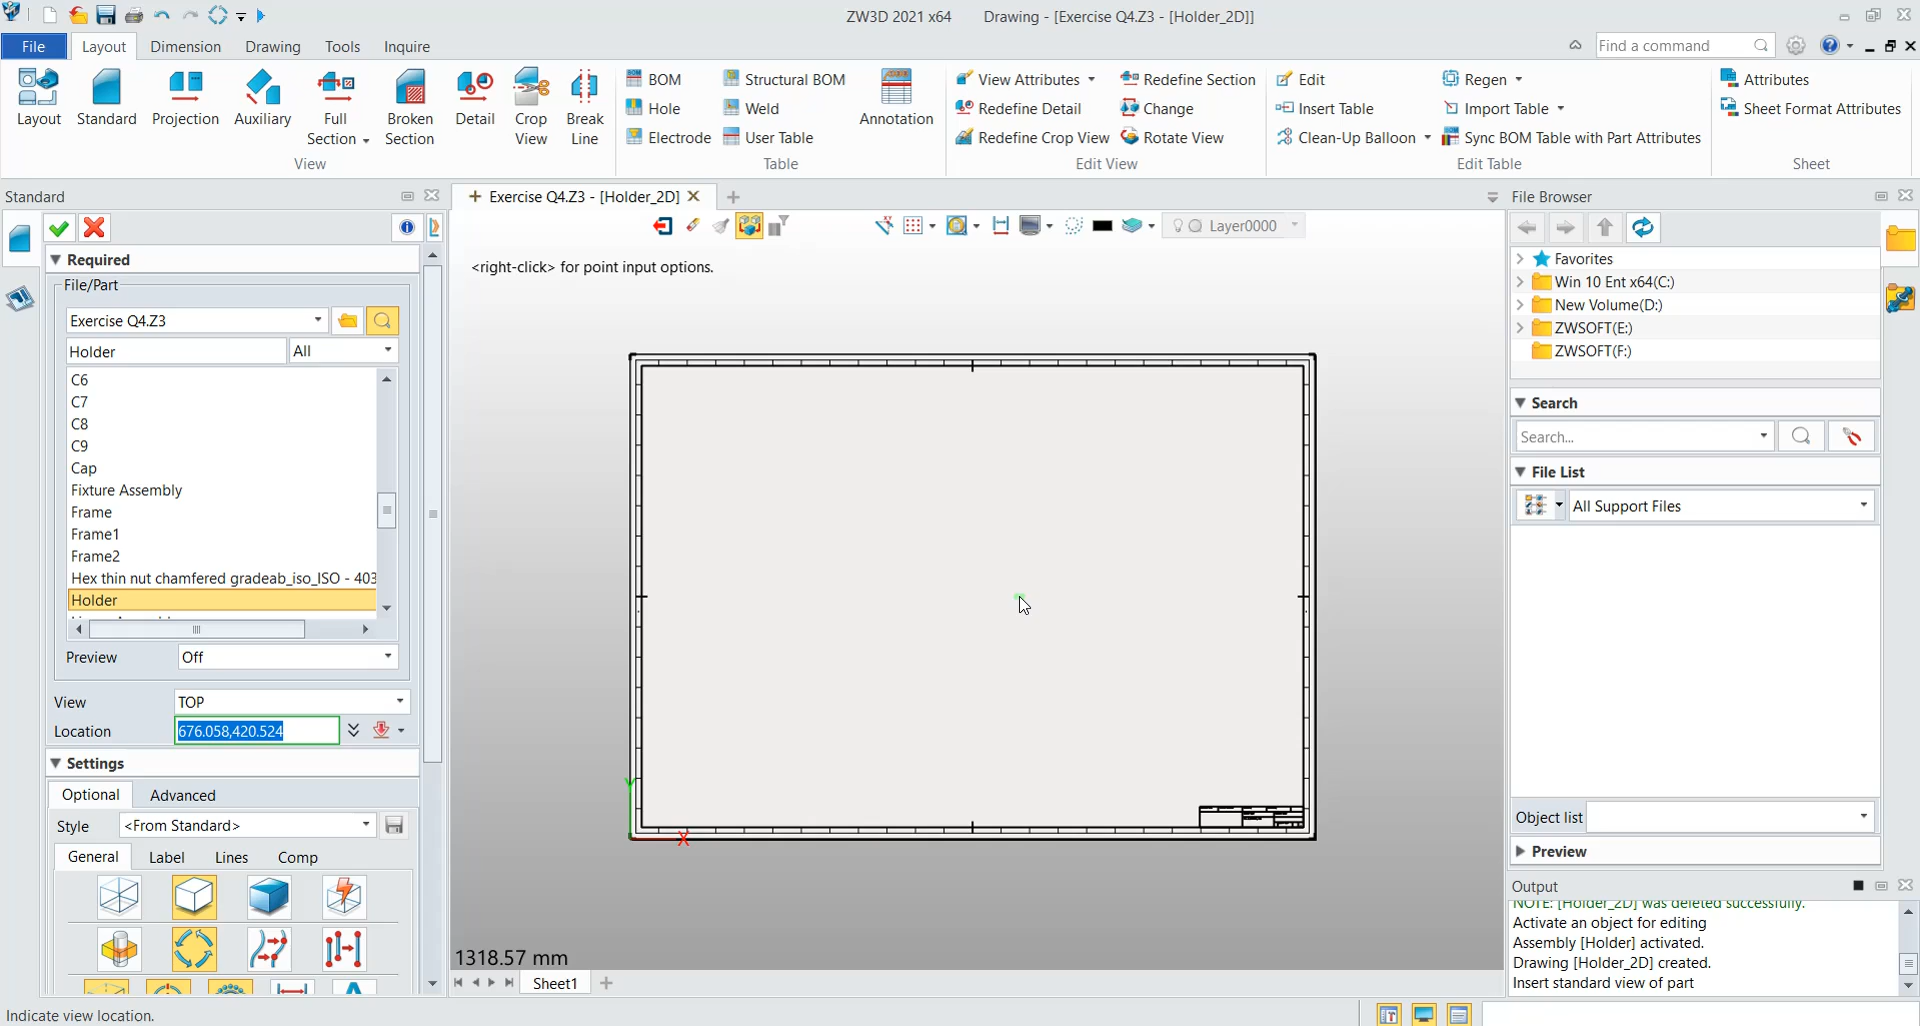 ZW3D 2021 x64 Drawing - [Exercise Q4.Z3 - [Holder_2D]]
File Layout Dimension Drawing Tools Inquire Find a command
Layout Standard Projection Auxiliary Full Section Broken Section Detail Crop View Break Line
View
BOM Structural BOM
Hole Weld
Electrode User Table
Annotation
Table
View Attributes Redefine Section
Redefine Detail Change
Redefine Crop View Rotate View
Edit View
Edit Regen
Insert Table Import Table
Clean-Up Balloon Sync BOM Table with Part Attributes
Edit Table
Attributes
Sheet Format Attributes
Sheet
Standard
Required
File/Part
Exercise Q4.Z3
Holder All
C6
C7
C8
C9
Cap
Fixture Assembly
Frame
Frame1
Frame2
Hex thin nut chamfered gradeab_iso_ISO - 403
Holder
Preview Off
View TOP
Location 676.058,420.524
Settings
Optional Advanced
Style <From Standard>
General Label Lines Comp
Exercise Q4.Z3 - [Holder_2D]
Layer0000
<right-click> for point input options.
Y
X
1318.57 mm
Sheet1
File Browser
Favorites
Win 10 Ent x64(C:)
New Volume(D:)
ZWSOFT(E:)
ZWSOFT(F:)
Search
Search...
File List
All Support Files
Object list
Preview
Output
NOTE: [Holder_2D] was deleted successfully.
Activate an object for editing
Assembly [Holder] activated.
Drawing [Holder_2D] created.
Insert standard view of part
Indicate view location.